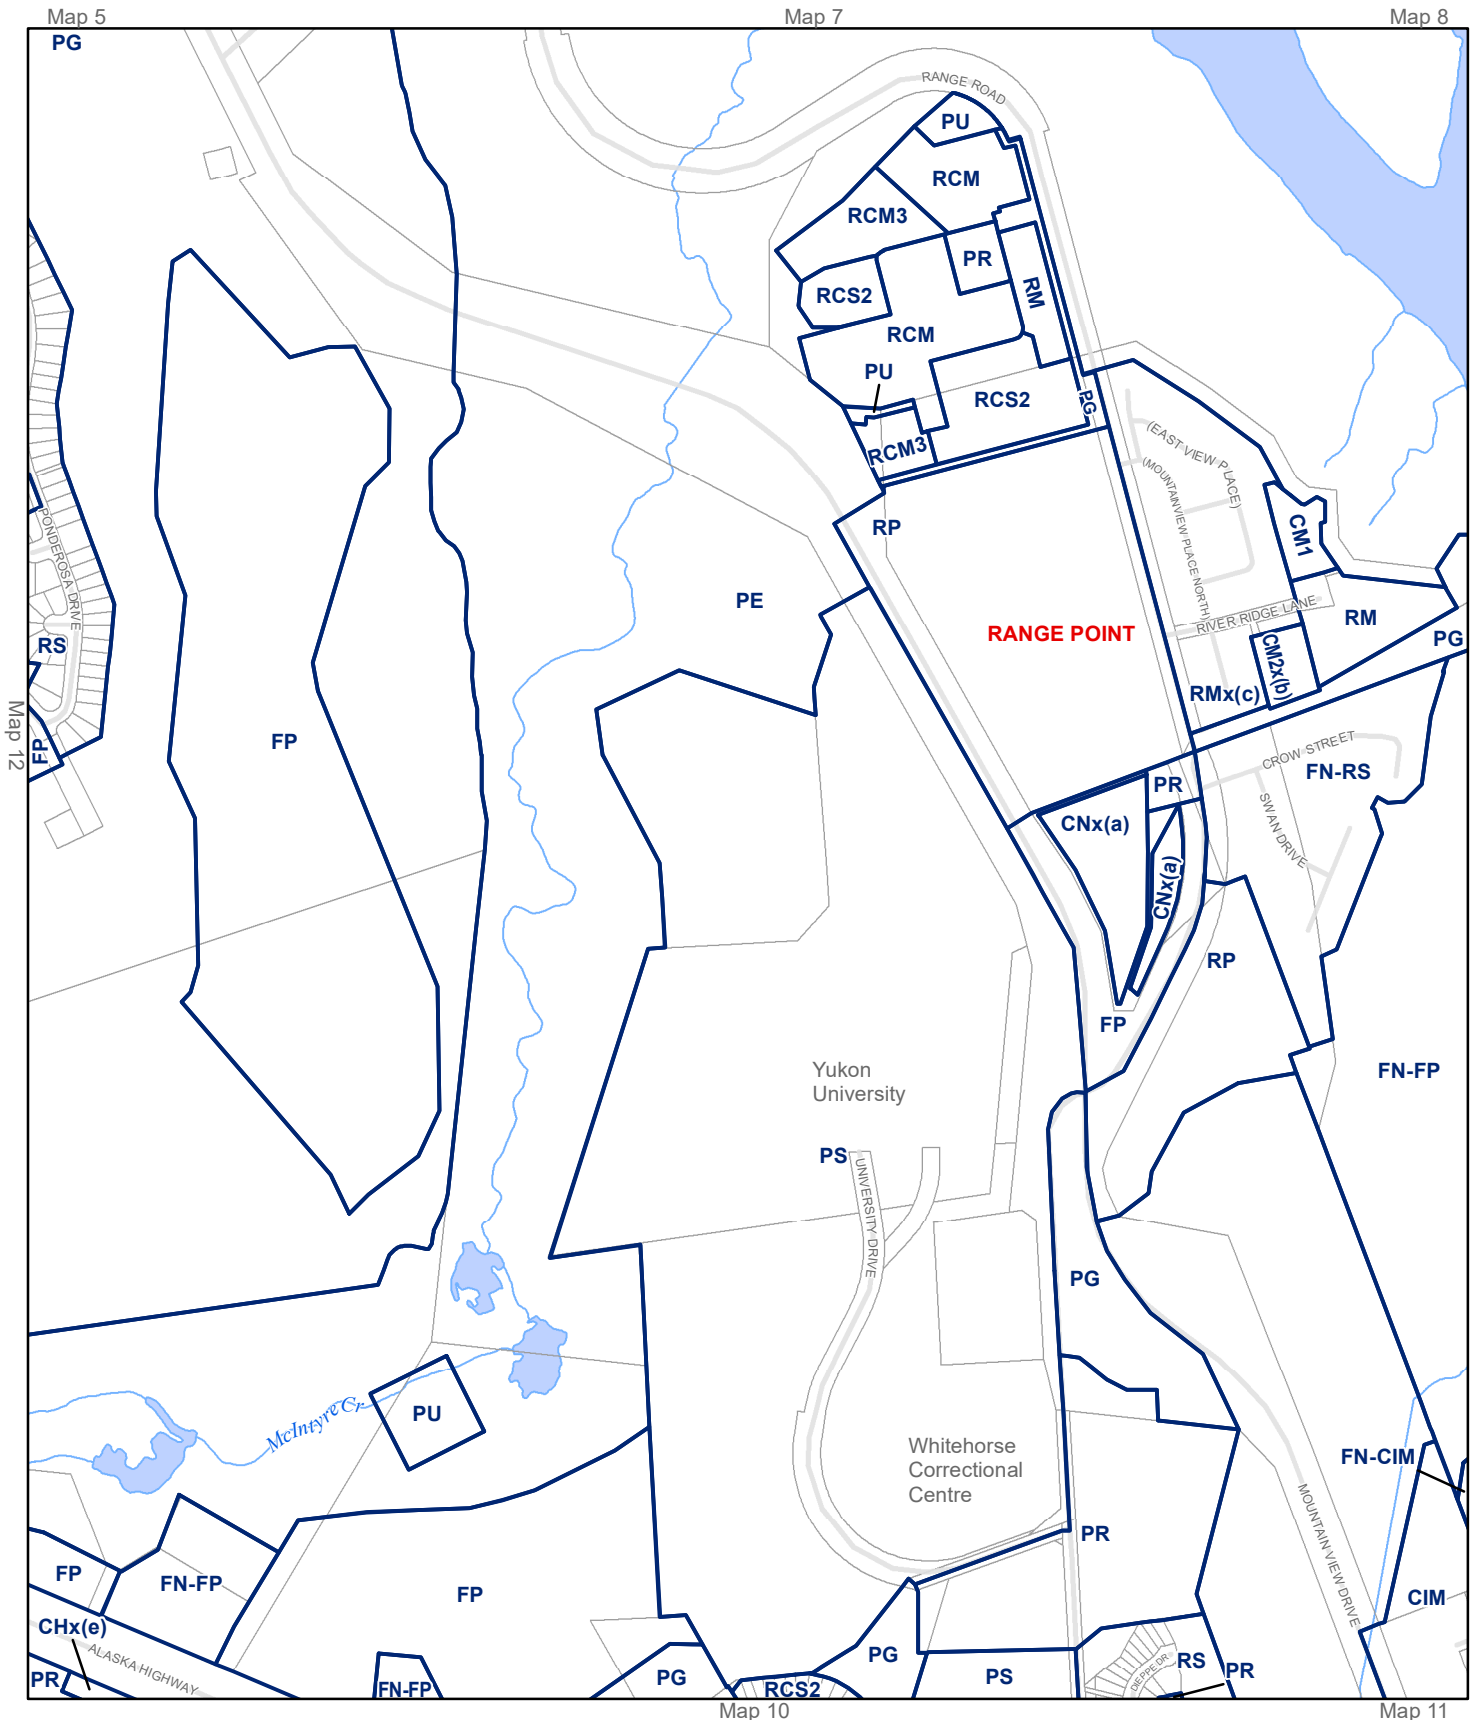 Map 5
Map 7
Map 8
PG
RANGE ROAD
PU
RCM
RCM3
PR
RCS2
RM
RCM
PU
RCS2
PG
RCM3
(EAST VIEW PLACE)
(MOUNTAINVIEW PLACE NORTH)
CM1
RP
PONDEROSA DRIVE
PE
RIVER RIDGE LANE
RM
RANGE POINT
RS
PG
CM2x(b)
RMx(c)
Map 12
FP
FP
CROW STREET
FN-RS
PR
CNx(a)
SWAN DRIVE
CNx(a)
RP
FP
Yukon
University
FN-FP
PS
UNIVERSITY DRIVE
PG
McIntyre Cr
PU
Whitehorse
Correctional
Centre
FN-CIM
MOUNTAIN VIEW DRIVE
PR
FP
FN-FP
FP
CIM
CHx(e)
ALASKA HIGHWAY
PG
RS
PR
PR
PG
PS
DIEPPE DR
FN-FP
RCS2
Map 10
Map 11